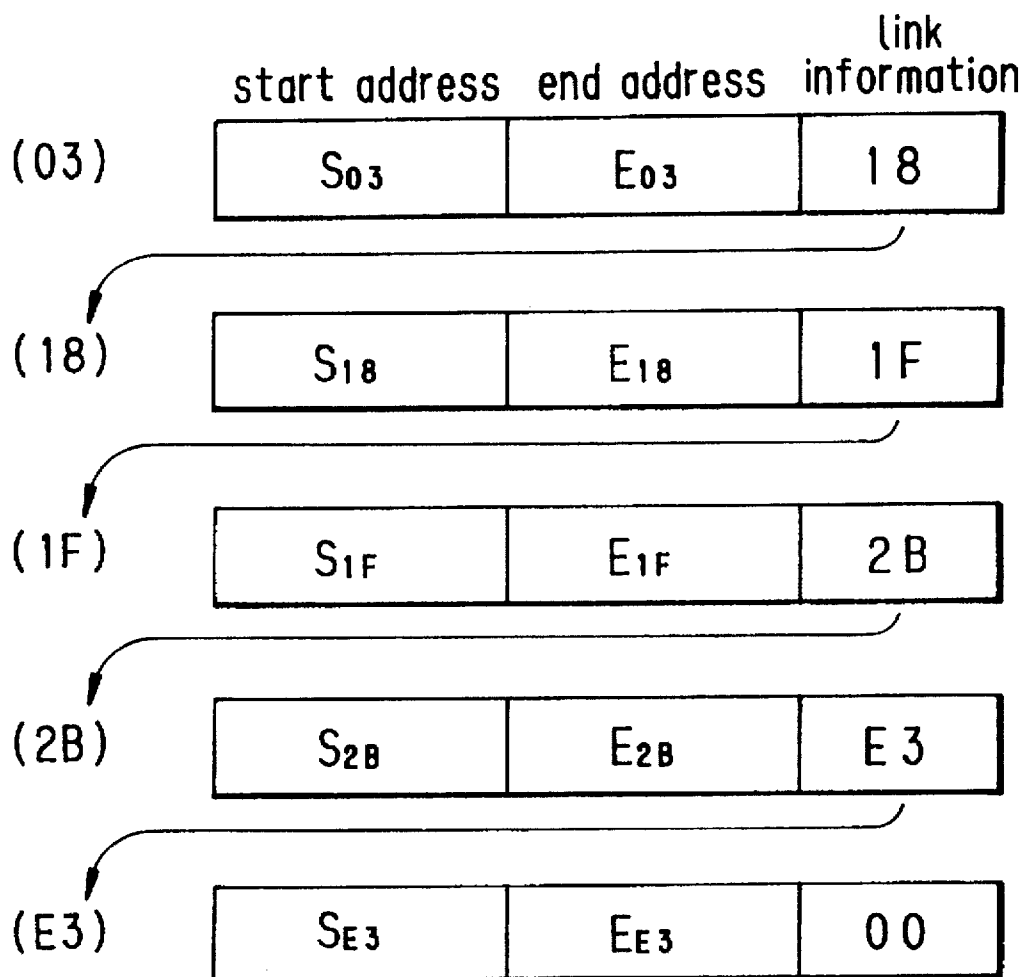 link
start address end address information
(03) S03 E03 18
(18) S18 E18 1F
(1F) S1F E1F 2B
(2B) S2B E2B E3
(E3) SE3 EE3 00